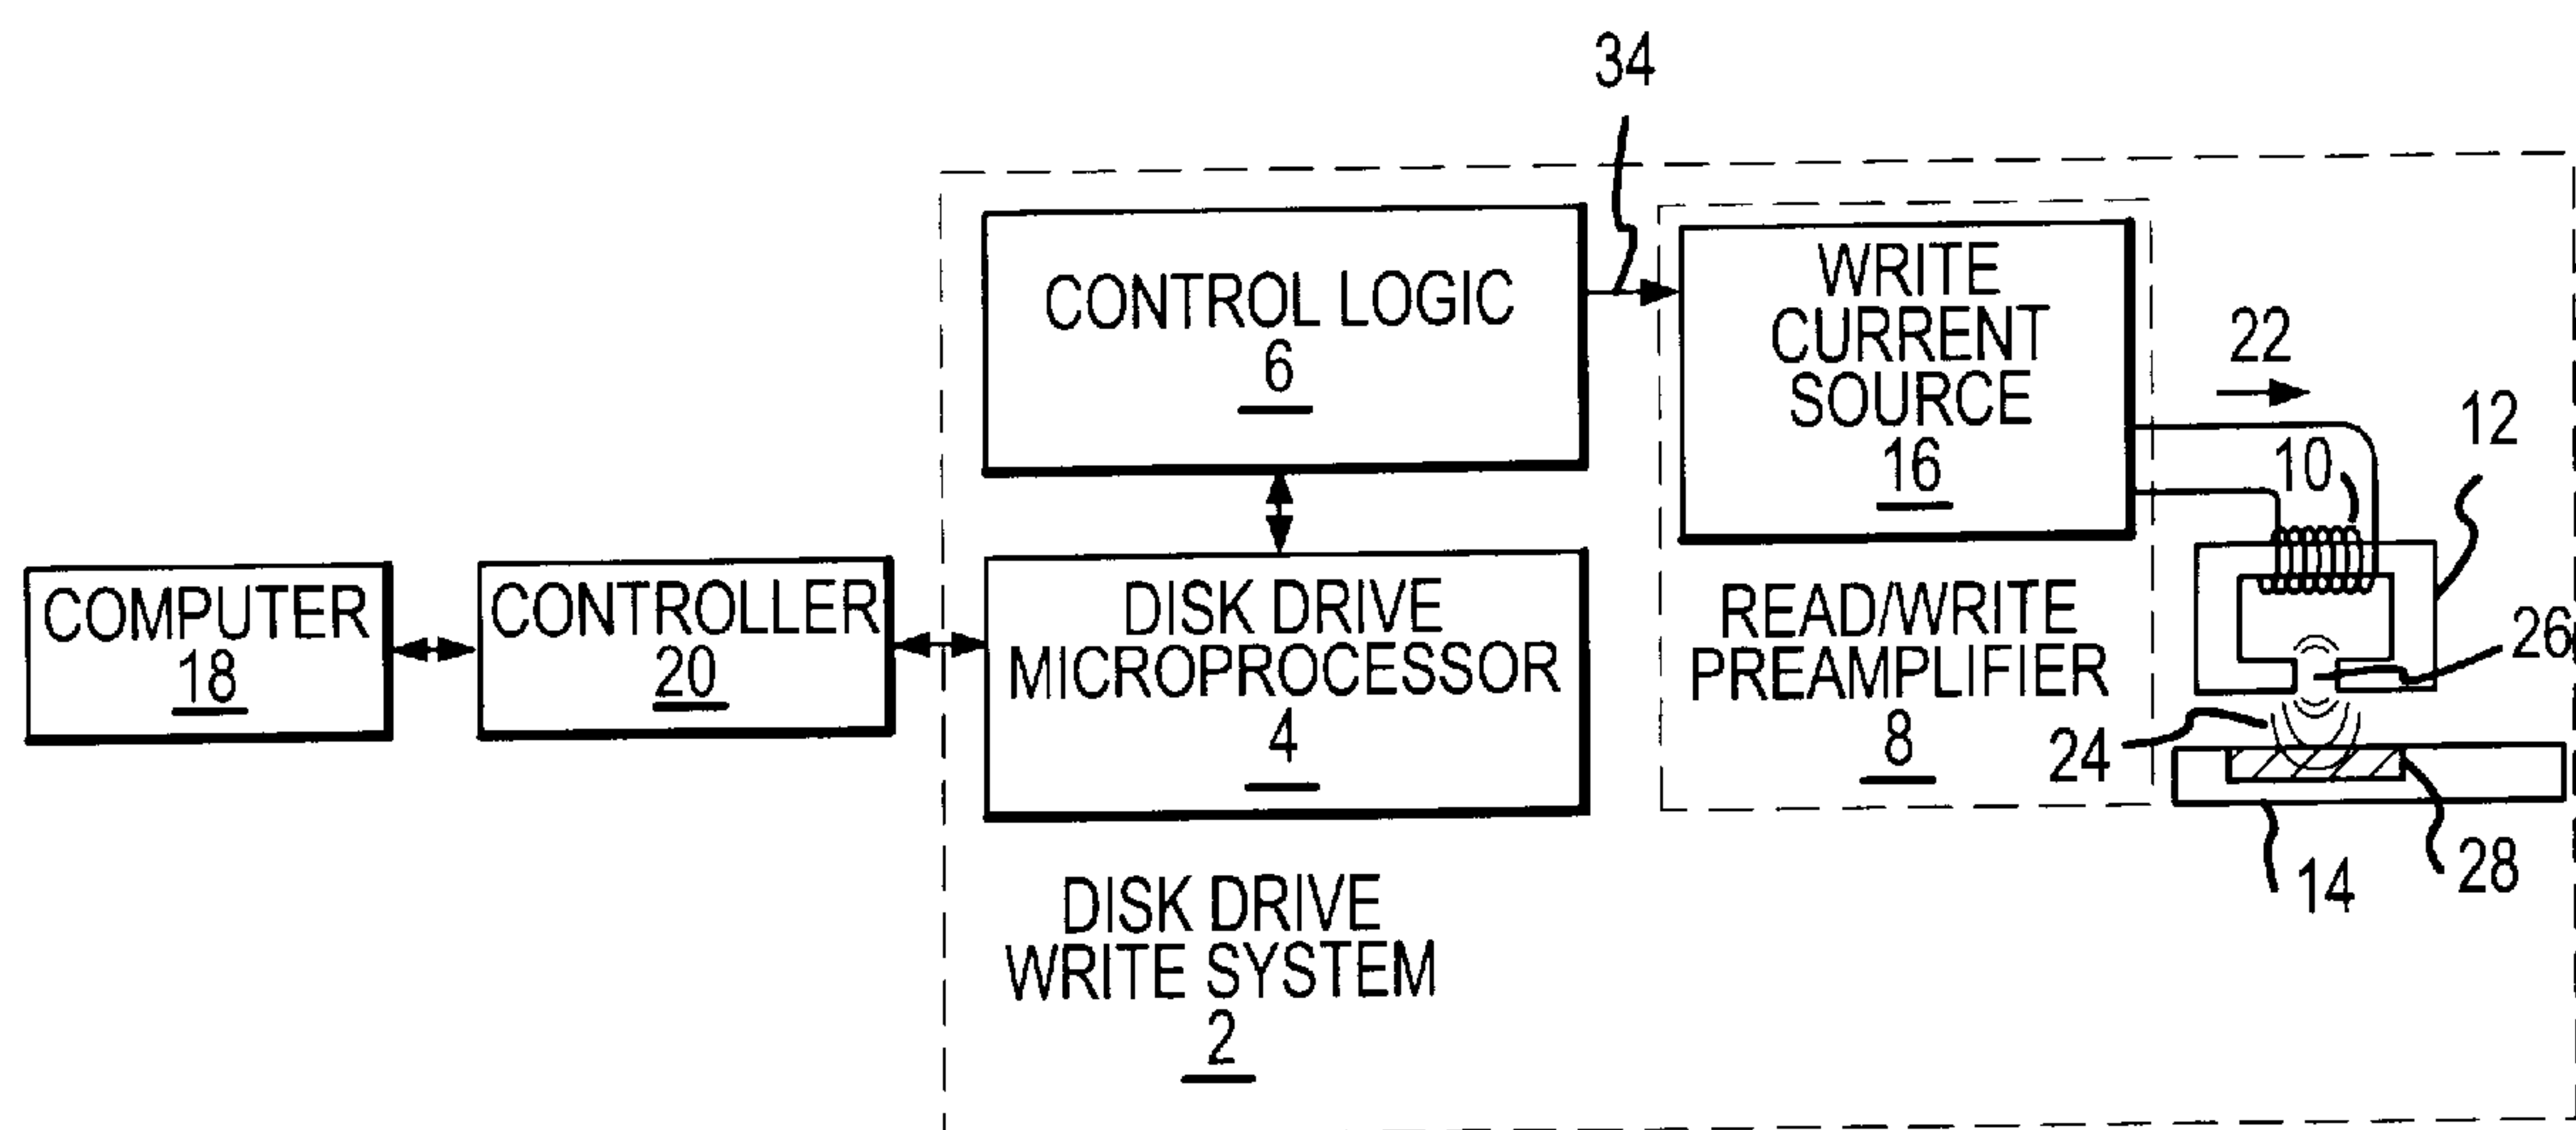 34
CONTROL LOGIC
6
WRITE
CURRENT
SOURCE
16
22
10
12
COMPUTER
18
CONTROLLER
20
DISK DRIVE
MICROPROCESSOR
4
READ/WRITE
PREAMPLIFIER
8
26
24
28
14
DISK DRIVE
WRITE SYSTEM
2